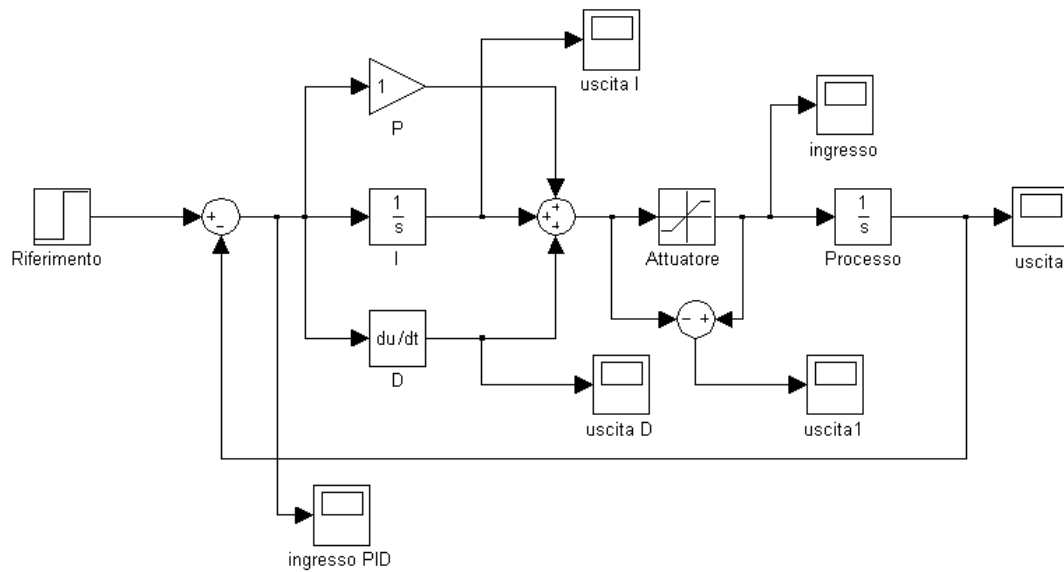 uscita I
1
P
ingresso
+
+
-
1
s
+
+
+
1
s
Riferimento
I
Attuatore
Processo
uscita
- +
du/dt
D
uscita D
uscita1
ingresso PID